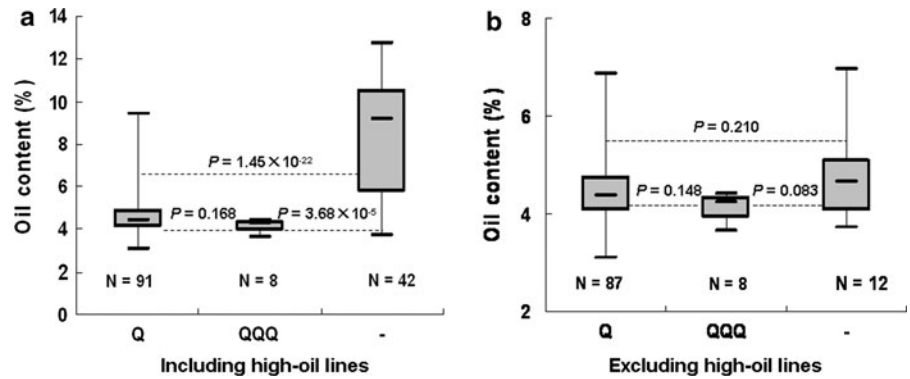 a
Oil content (%)
14
12
10
8
6
4
2
0
P = 1.45×10-22
P = 0.168
P = 3.68×10-5
N = 91
N = 8
N = 42
Q
QQQ
-
Including high-oil lines
b
Oil content (%)
8
6
4
2
P = 0.210
P = 0.148
P = 0.083
N = 87
N = 8
N = 12
Q
QQQ
-
Excluding high-oil lines